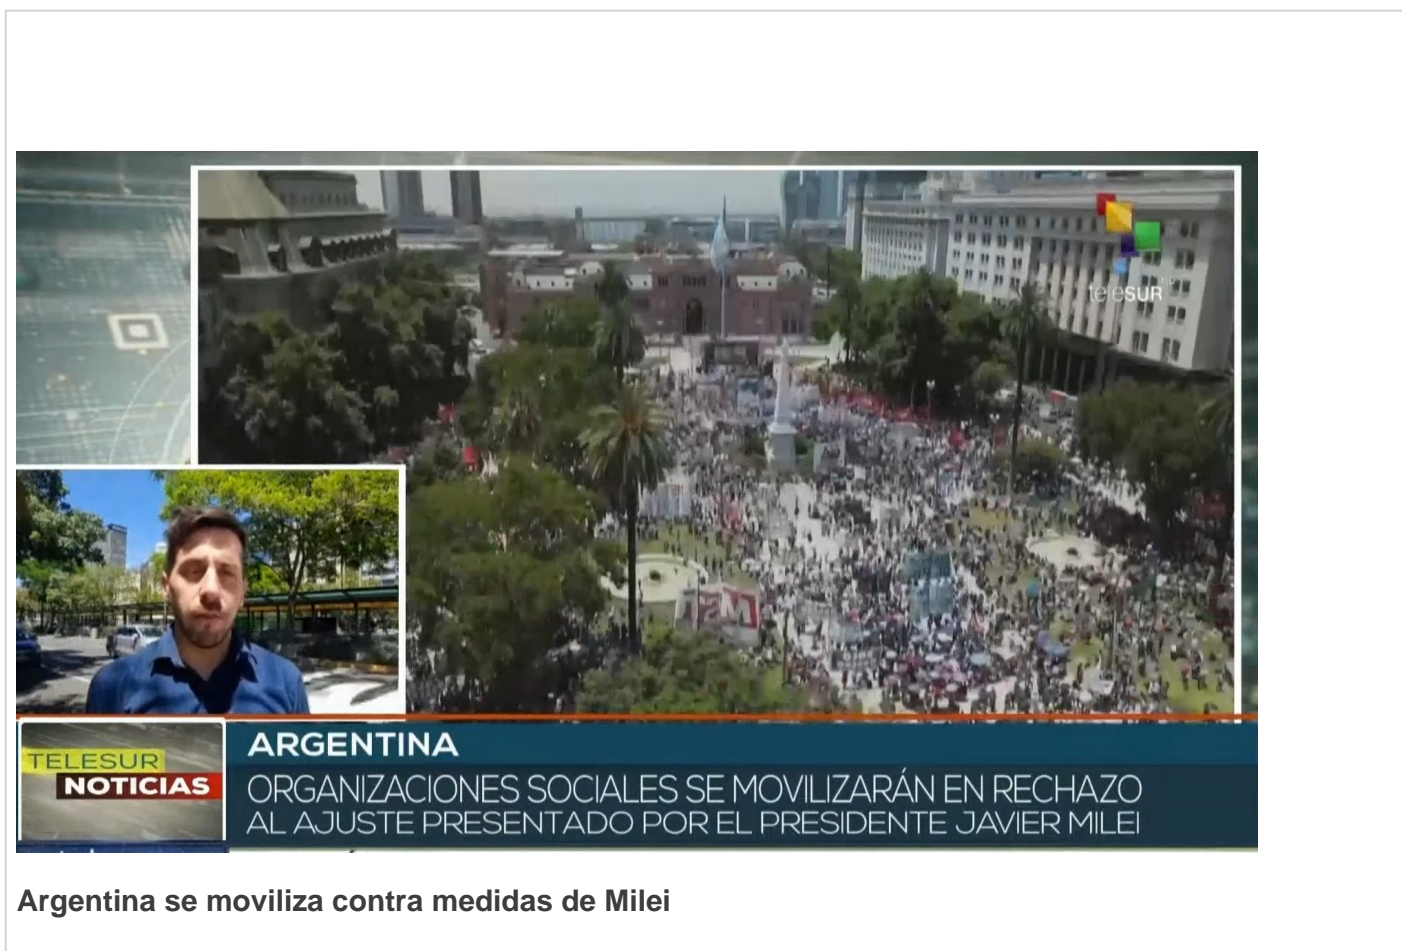 teleSUR
MST
TELESUR
NOTICIAS
ARGENTINA
ORGANIZACIONES SOCIALES SE MOVILIZARÁN EN RECHAZO
AL AJUSTE PRESENTADO POR EL PRESIDENTE JAVIER MILEI
Argentina se moviliza contra medidas de Milei